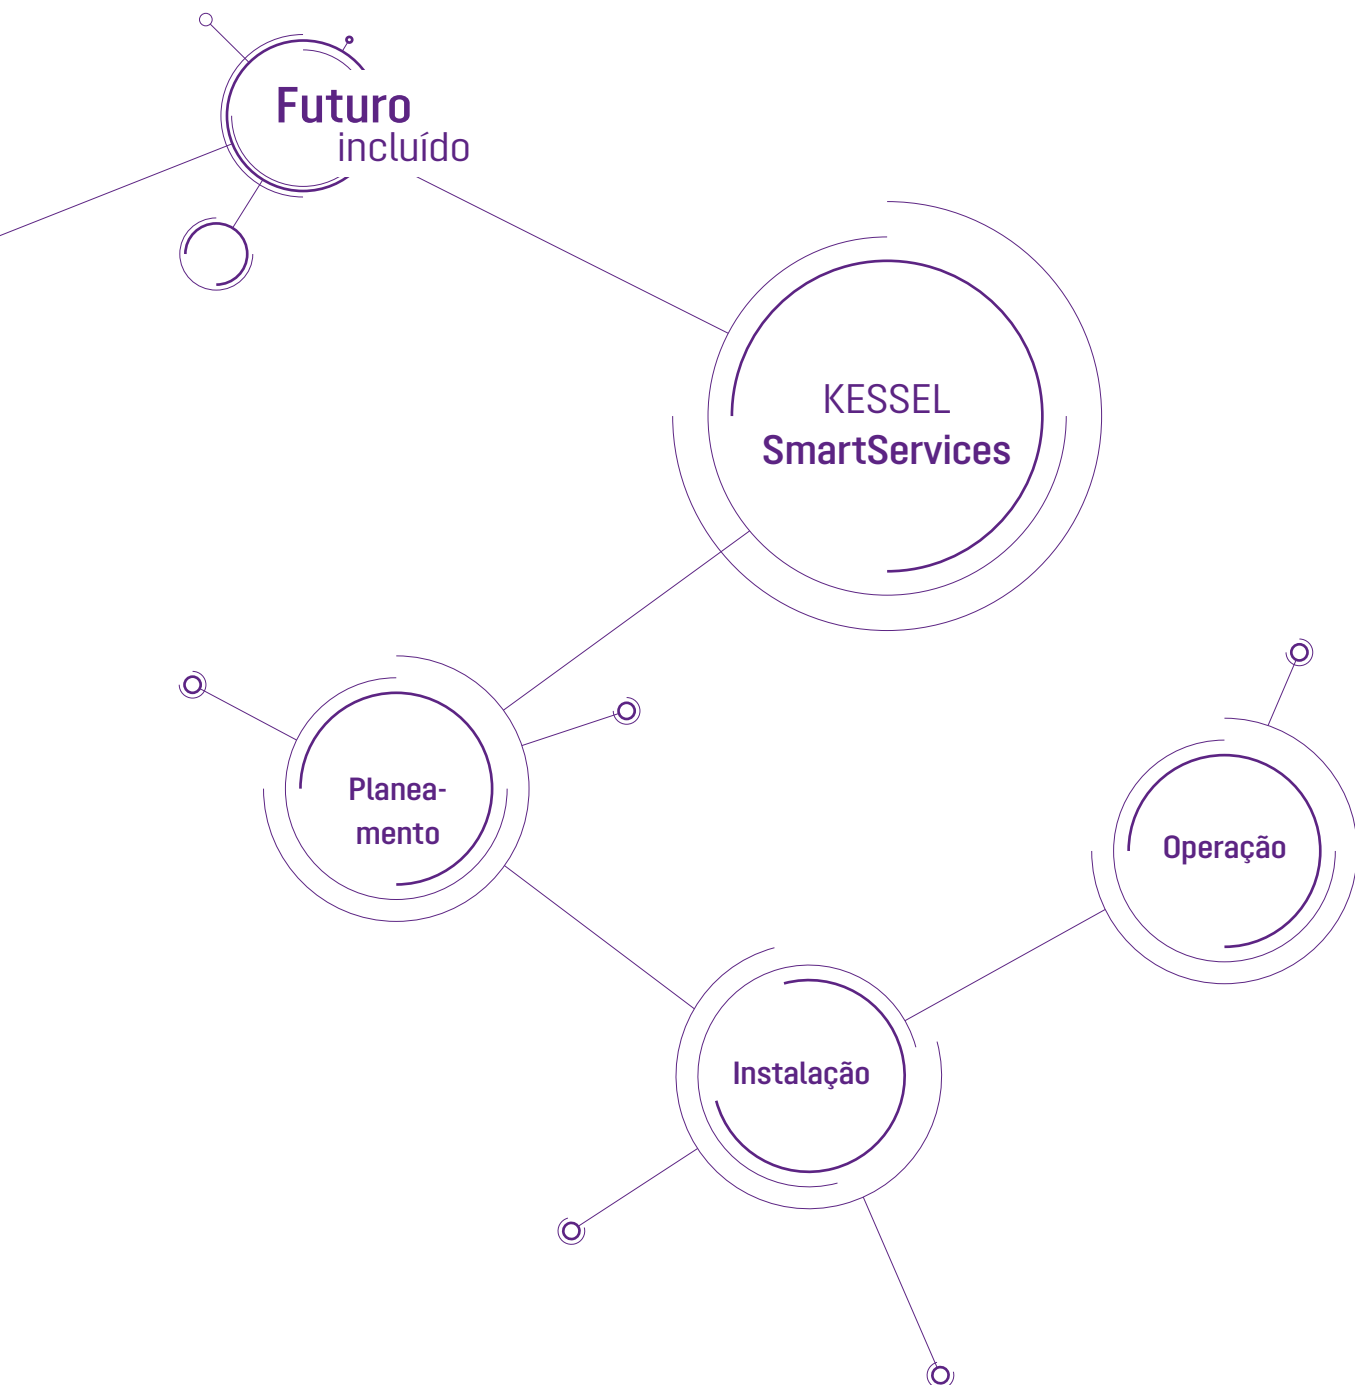 Futuro
incluído
KESSEL
SmartServices
Planea-
mento
Operação
Instalação